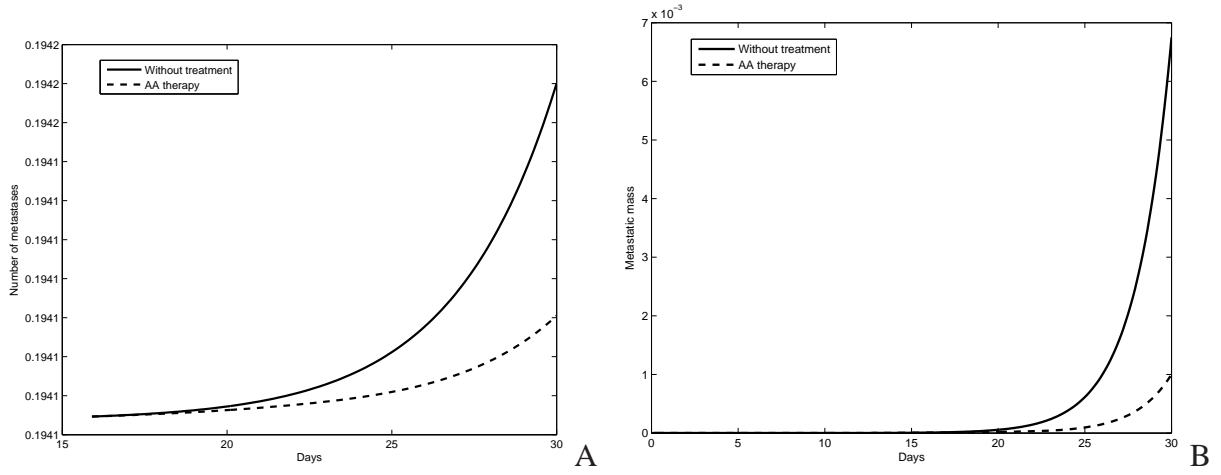 0.1942
0.1942
0.1942
0.1941
0.1941
0.1941
0.1941
0.1941
0.1941
0.1941
0.1941
Number of metastases
Without treatment
AA therapy
15 20 25 30
Days
A
7 x 10^-3
6
5
4
3
2
1
0
Metastatic mass
Without treatment
AA therapy
0 5 10 15 20 25 30
Days
B